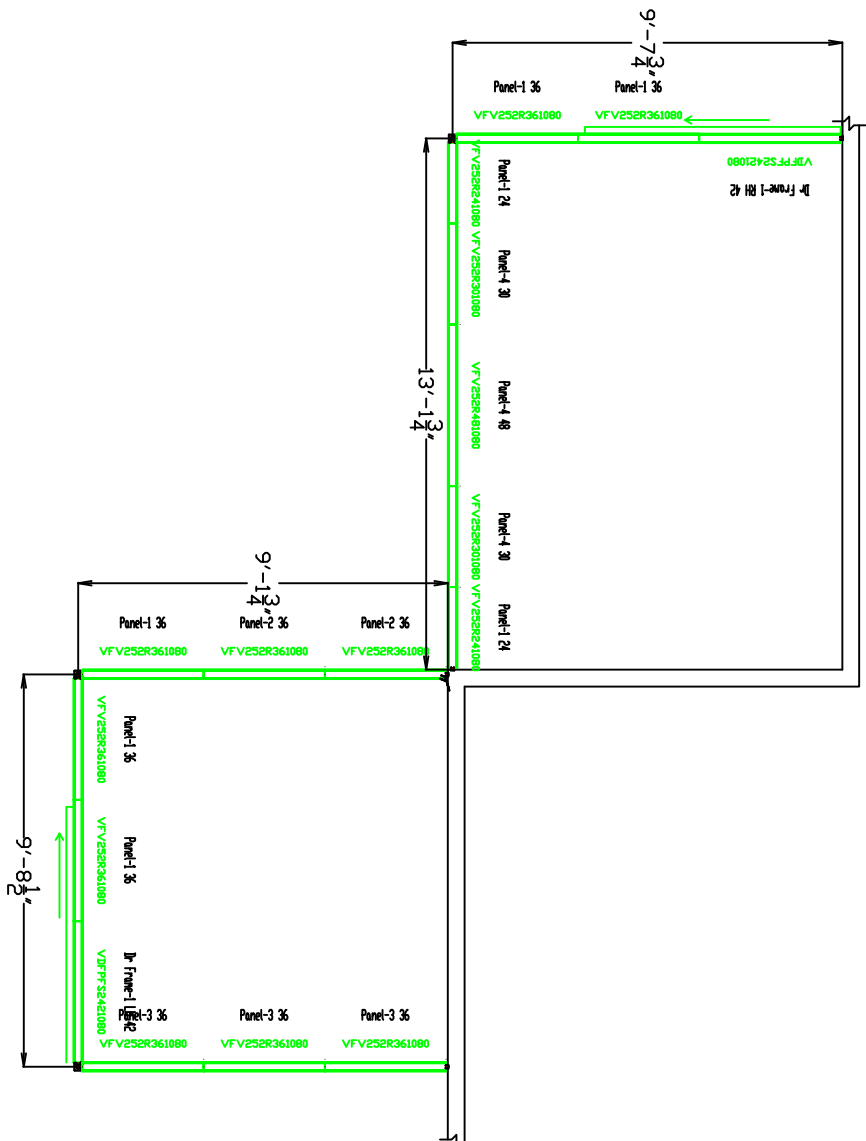 9'-7 3/4"
Panel-1 36
Panel-1 36
VFV252R361080
VFV252R361080
VDFPFS2421080
Dr Frame-1 RH 42
VFV252R241080
VFV252R301080
VFV252R481080
VFV252R301080
VFV252R241080
Panel-1 24
Panel-4 30
Panel-4 48
Panel-4 30
Panel-1 24
13'-1 3/4"
9'-1 3/4"
Panel-1 36
Panel-2 36
Panel-2 36
VFV252R361080
VFV252R361080
VFV252R361080
Panel-1 36
Panel-1 36
Dr Frame-1 LH 42
VFV252R361080
VFV252R361080
VDFPFS2421080
9'-8 1/2"
Panel-3 36
Panel-3 36
Panel-3 36
VFV252R361080
VFV252R361080
VFV252R361080